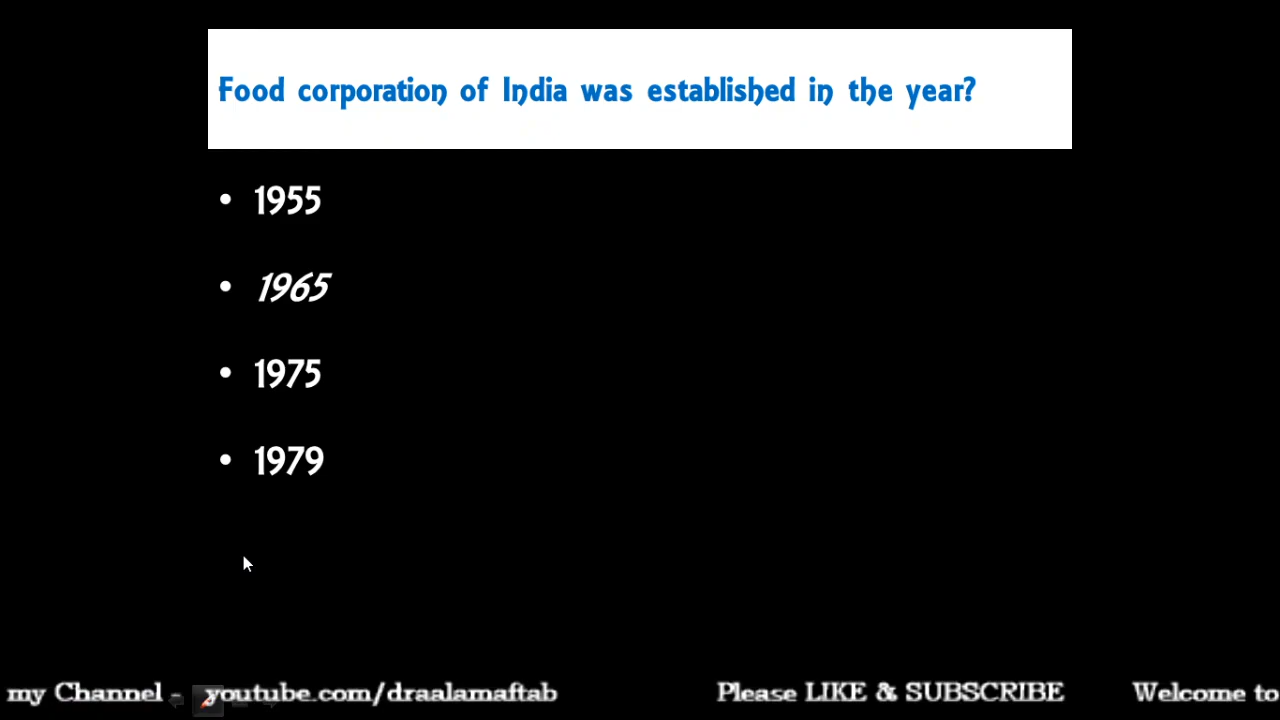 Food corporation of India was established in the year?
• 1955
• 1965
• 1975
• 1979
my Channel - youtube.com/draalamaftab Please LIKE & SUBSCRIBE Welcome to